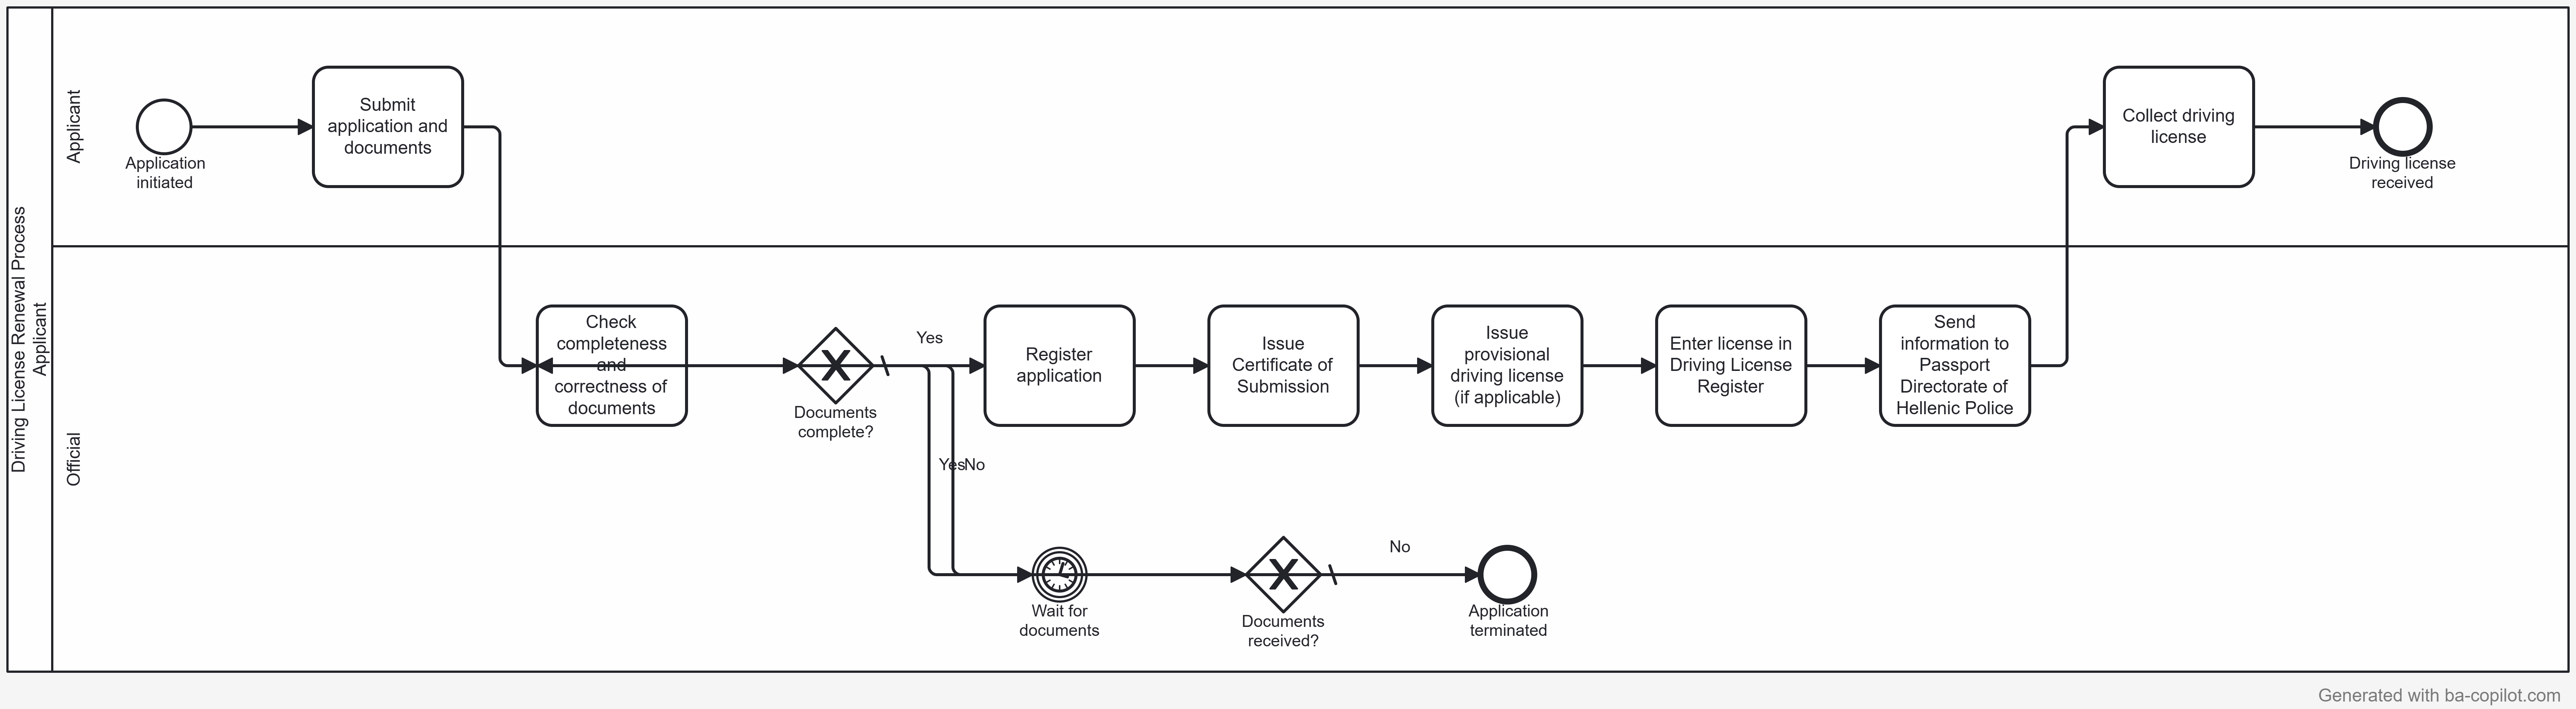 Driving License Renewal Process
Applicant
Applicant
Application
initiated
Submit
application and
documents
Collect driving
license
Driving license
received
Official
Check
completeness
and
correctness of
documents
Documents
complete?
Yes
Register
application
Issue
Certificate of
Submission
Issue
provisional
driving license
(if applicable)
Enter license in
Driving License
Register
Send
information to
Passport
Directorate of
Hellenic Police
Yes
No
Wait for
documents
Documents
received?
No
Application
terminated
Generated with ba-copilot.com